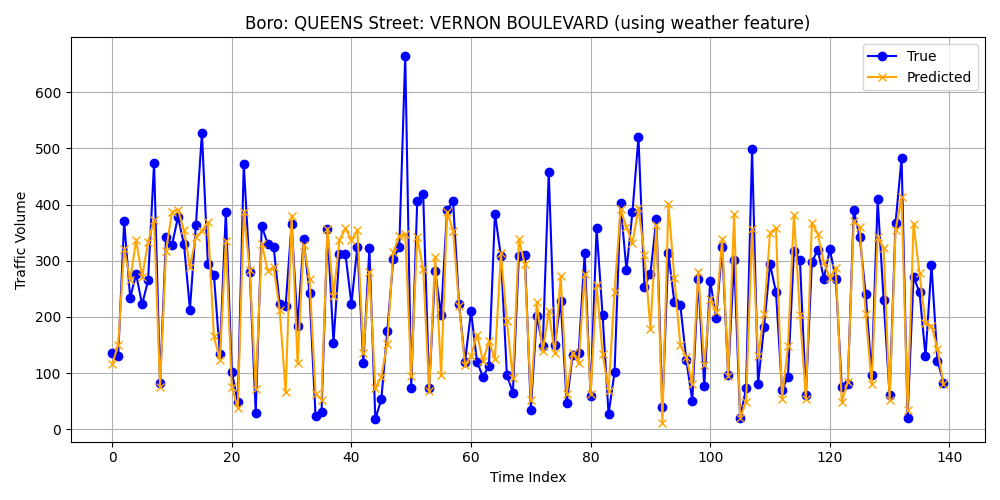 Boro: QUEENS Street: VERNON BOULEVARD (using weather feature)
True
Predicted
Traffic Volume
600
500
400
300
200
100
0
0 20 40 60 80 100 120 140
Time Index